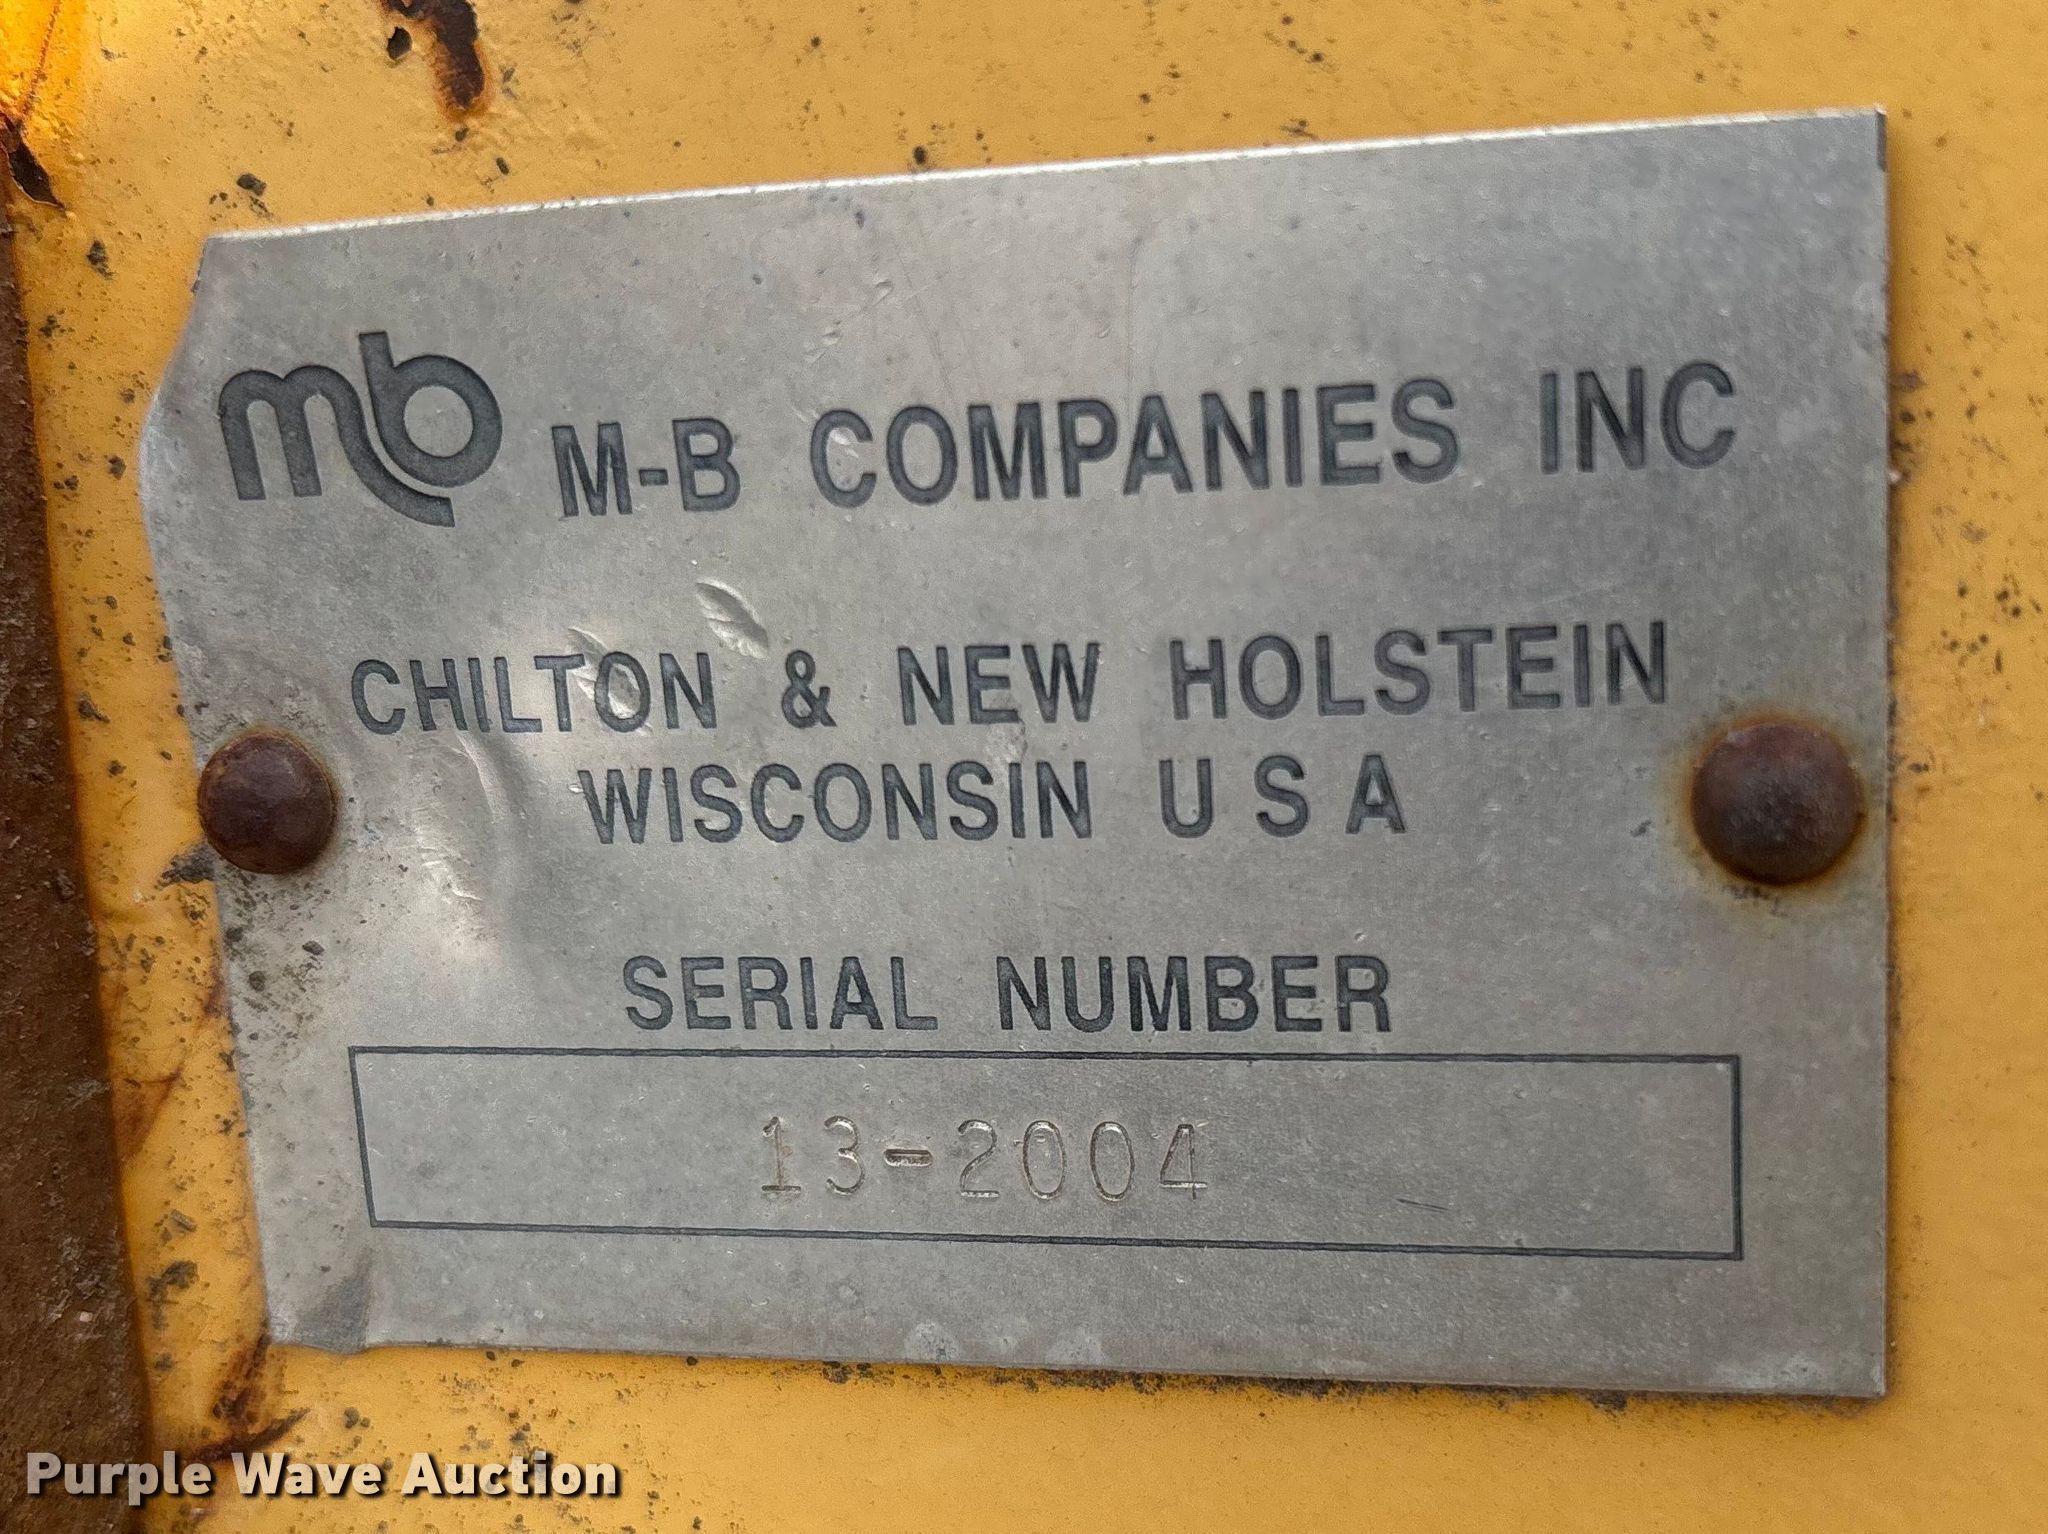 mb M-B COMPANIES INC
CHILTON & NEW HOLSTEIN
WISCONSIN U S A
SERIAL NUMBER
13-2004
Purple Wave Auction